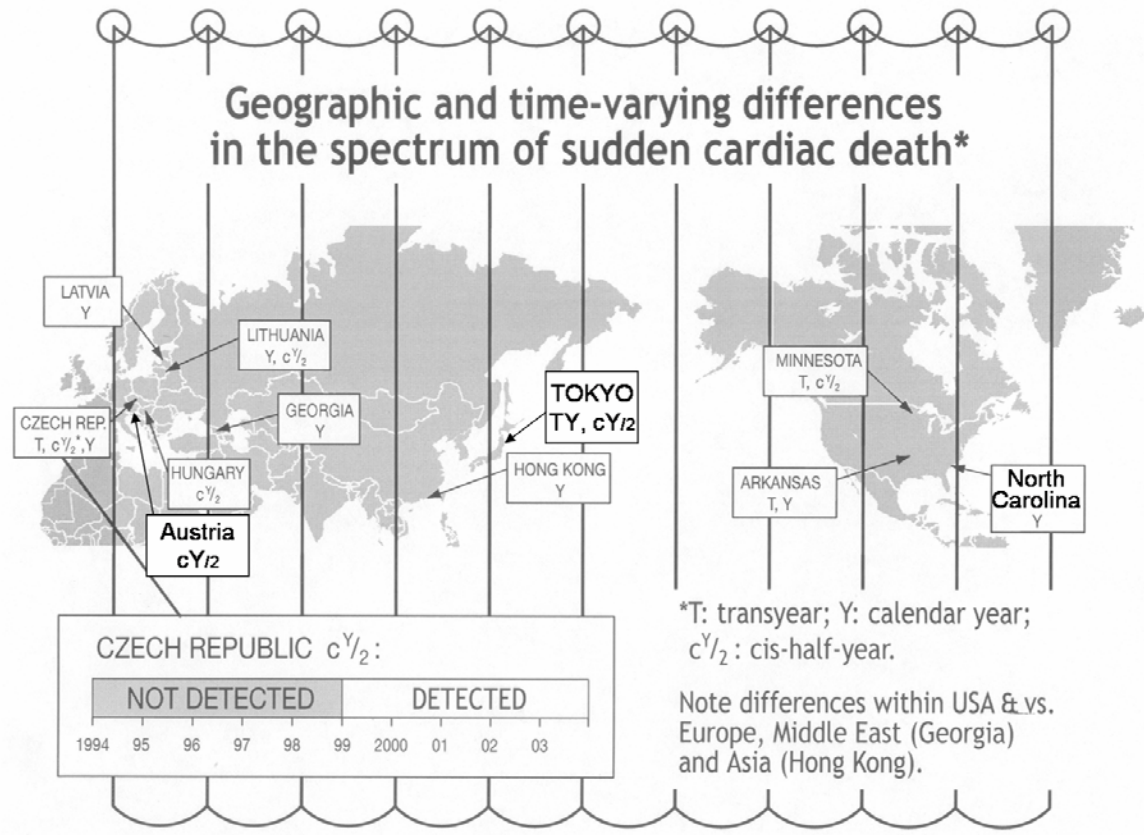 Geographic and time-varying differences
in the spectrum of sudden cardiac death*
LATVIA
Y
LITHUANIA
Y, cY/2
GEORGIA
Y
CZECH REP.
T, cY/2*,Y
HUNGARY
cY/2
Austria
cY/2
TOKYO
TY, cY/2
HONG KONG
Y
MINNESOTA
T, cY/2
ARKANSAS
T, Y
North
Carolina
Y
CZECH REPUBLIC cY/2 :
NOT DETECTED
DETECTED
1994 95 96 97 98 99 2000 01 02 03
*T: transyear; Y: calendar year;
cY/2 : cis-half-year.
Note differences within USA & vs.
Europe, Middle East (Georgia)
and Asia (Hong Kong).